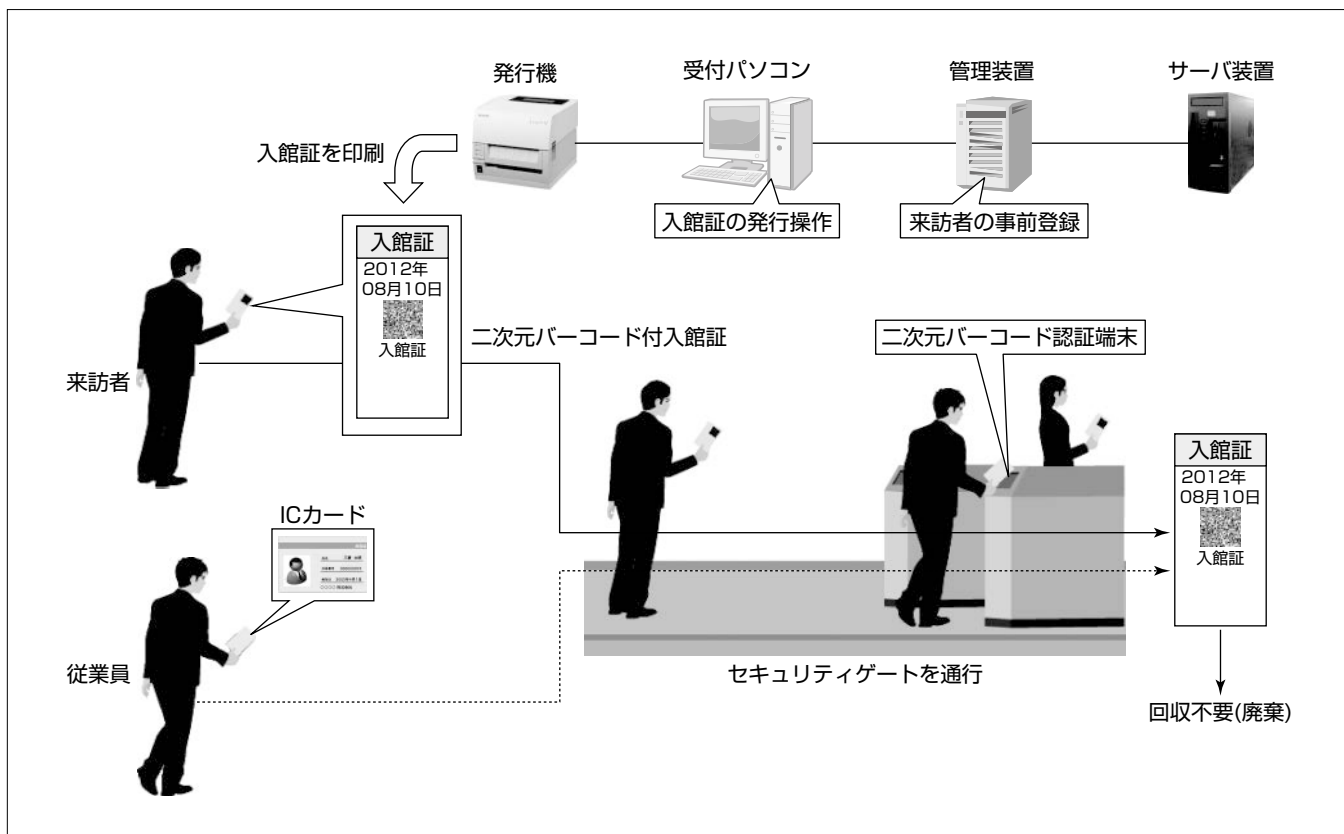 発行機
受付パソコン
管理装置
サーバ装置
入館証を印刷
入館証の発行操作
来訪者の事前登録
入館証
2012年
08月10日
入館証
二次元バーコード付入館証
二次元バーコード認証端末
来訪者
入館証
2012年
08月10日
入館証
ICカード
従業員
セキュリティゲートを通行
回収不要(廃棄)